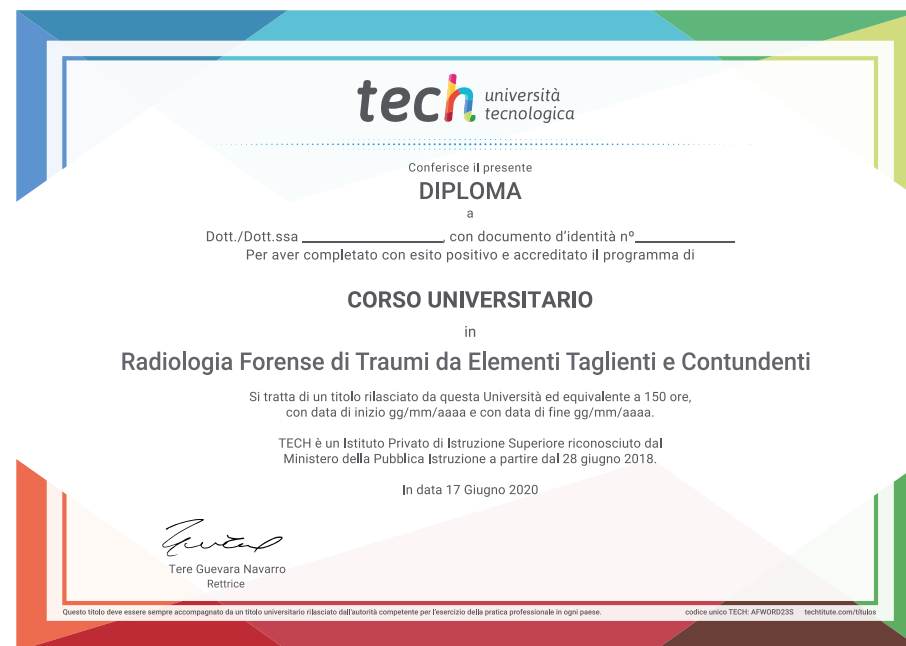 tech università
tecnologica
Conferisce il presente
DIPLOMA
a
Dott./Dott.ssa ____________________, con documento d'identità nº______________
Per aver completato con esito positivo e accreditato il programma di
CORSO UNIVERSITARIO
in
Radiologia Forense di Traumi da Elementi Taglienti e Contundenti
Si tratta di un titolo rilasciato da questa Università ed equivalente a 150 ore,
con data di inizio gg/mm/aaaa e con data di fine gg/mm/aaaa.
TECH è un Istituto Privato di Istruzione Superiore riconosciuto dal
Ministero della Pubblica Istruzione a partire dal 28 giugno 2018.
In data 17 Giugno 2020
Tere Guevara Navarro
Rettrice
Questo titolo deve essere sempre accompagnato da un titolo universitario rilasciato dall'autorità competente per l'esercizio della pratica professionale in ogni paese.
codice unico TECH: AFWORD23S techtitute.com/titulos